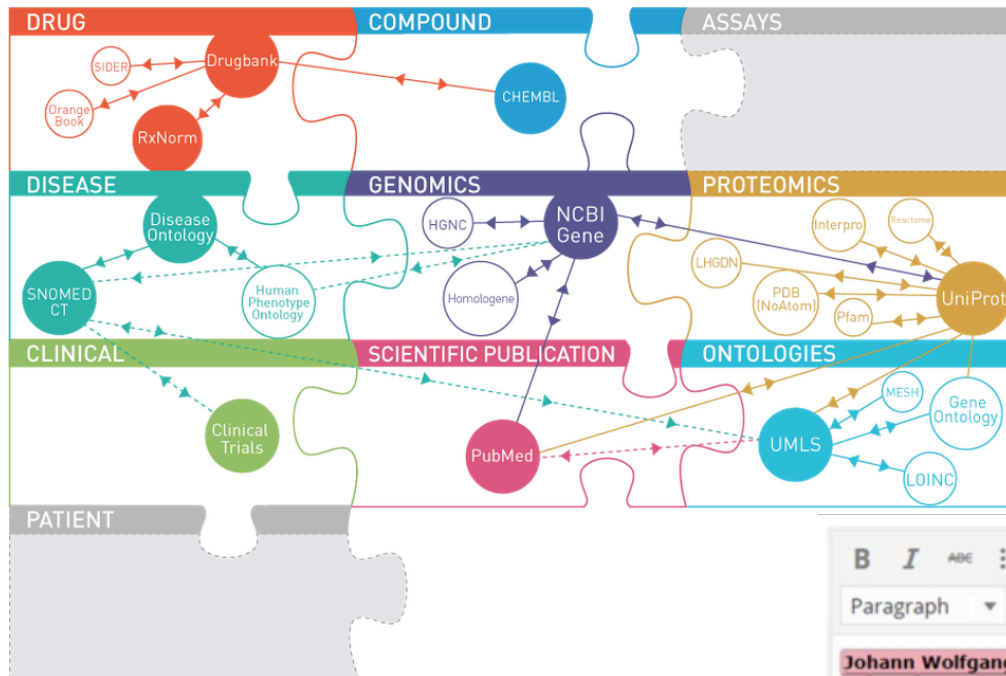 DRUG
COMPOUND
ASSAYS
SIDER
Drugbank
Orange
Book
RxNorm
CHEMBL
DISEASE
GENOMICS
PROTEOMICS
Disease
Ontology
HGNC
NCBI
Gene
Interpro
Reactome
LHGDN
SNOMED
CT
Human
Phenotype
Ontology
Homologene
PDB
(NoAtom)
Pfam
UniProt
CLINICAL
SCIENTIFIC PUBLICATION
ONTOLOGIES
Clinical
Trials
PubMed
UMLS
MESH
Gene
Ontology
LOINC
PATIENT
B I ABC
Paragraph
Johann Wolfgang